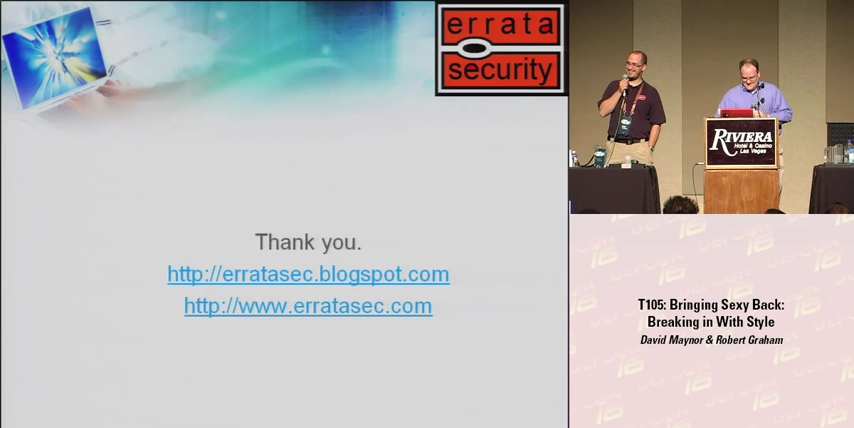 errata
security
Thank you.
http://erratasec.blogspot.com
http://www.erratasec.com
RIVIERA
Hotel & Casino
Las Vegas
T105: Bringing Sexy Back:
Breaking in With Style
David Maynor & Robert Graham